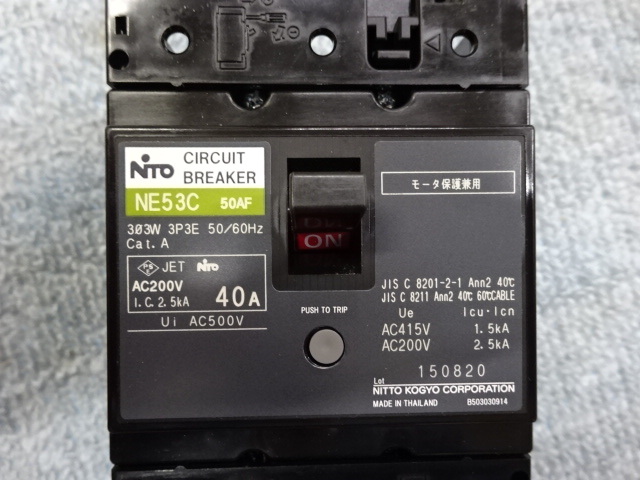 NITO CIRCUIT BREAKER
NE53C 50AF
303W 3P3E 50/60Hz
Cat. A
PS E JET Nito
AC200V
I.C. 2.5kA 40A
Ui AC500V
ON
PUSH TO TRIP
モータ保護兼用
JIS C 8201-2-1 Ann2 40℃
JIS C 8211 Ann2 40℃ 60℃CABLE
Ue Icu·Icn
AC415V 1.5kA
AC200V 2.5kA
Lot 150820
NITTO KOGYO CORPORATION
MADE IN THAILAND B503030914